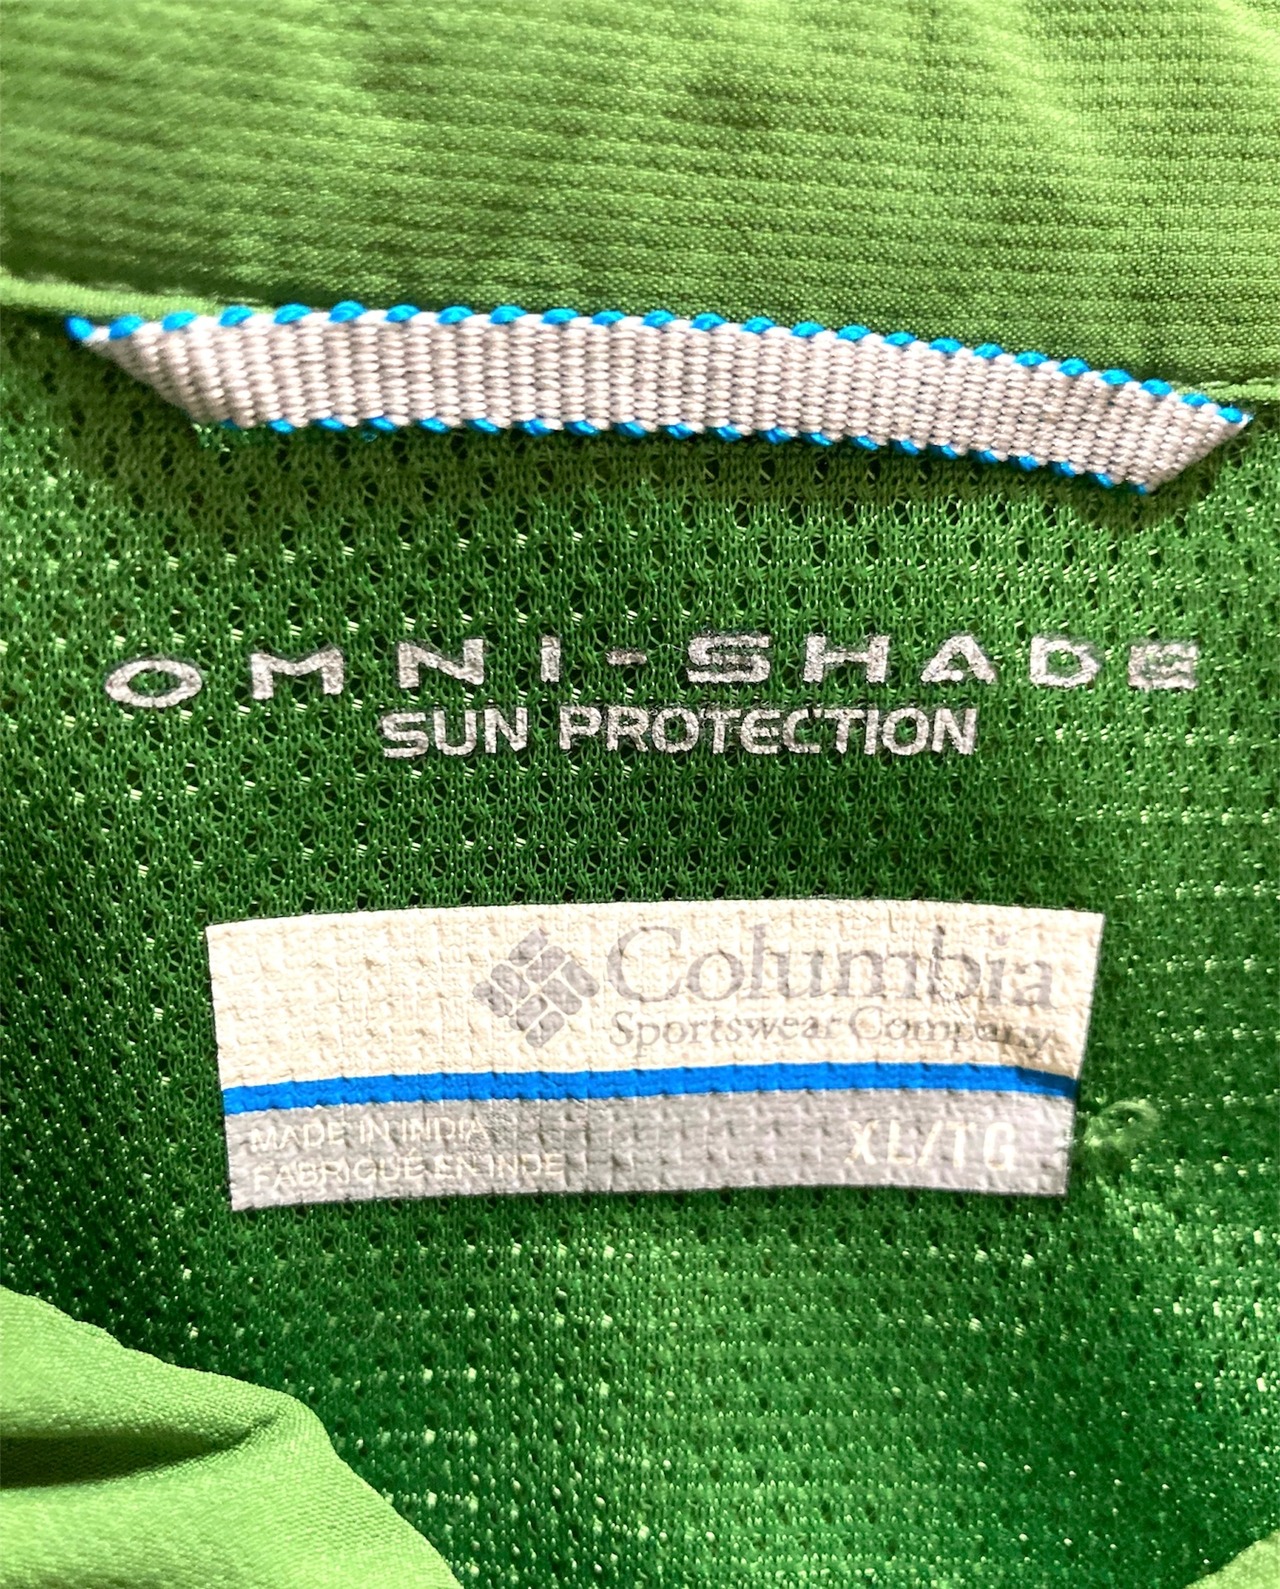 OMNI-SHADE
SUN PROTECTION
Columbia
Sportswear Company
MADE IN INDIA
FABRIQUÉ EN INDE
XL/TG